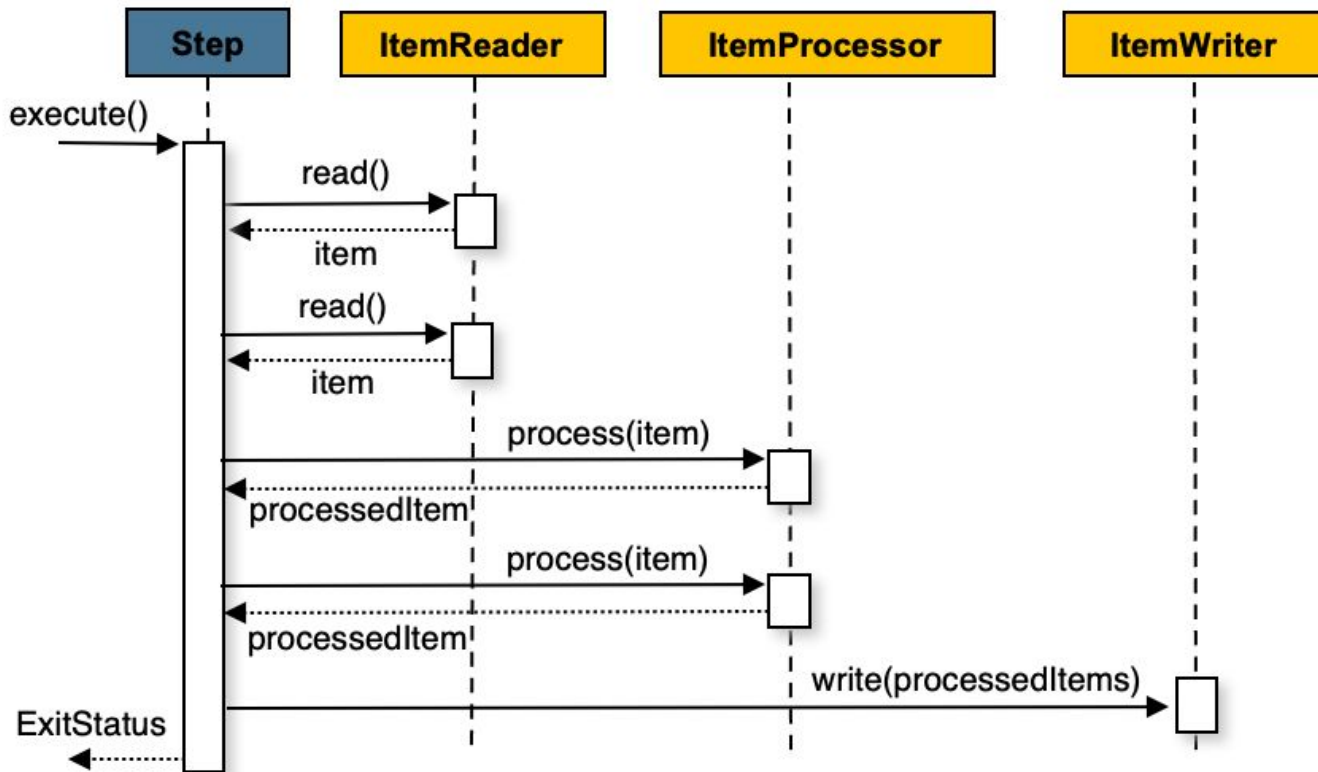 Step
ItemReader
ItemProcessor
ItemWriter
execute()
read()
item
read()
item
process(item)
processedItem
process(item)
processedItem
write(processedItems)
ExitStatus